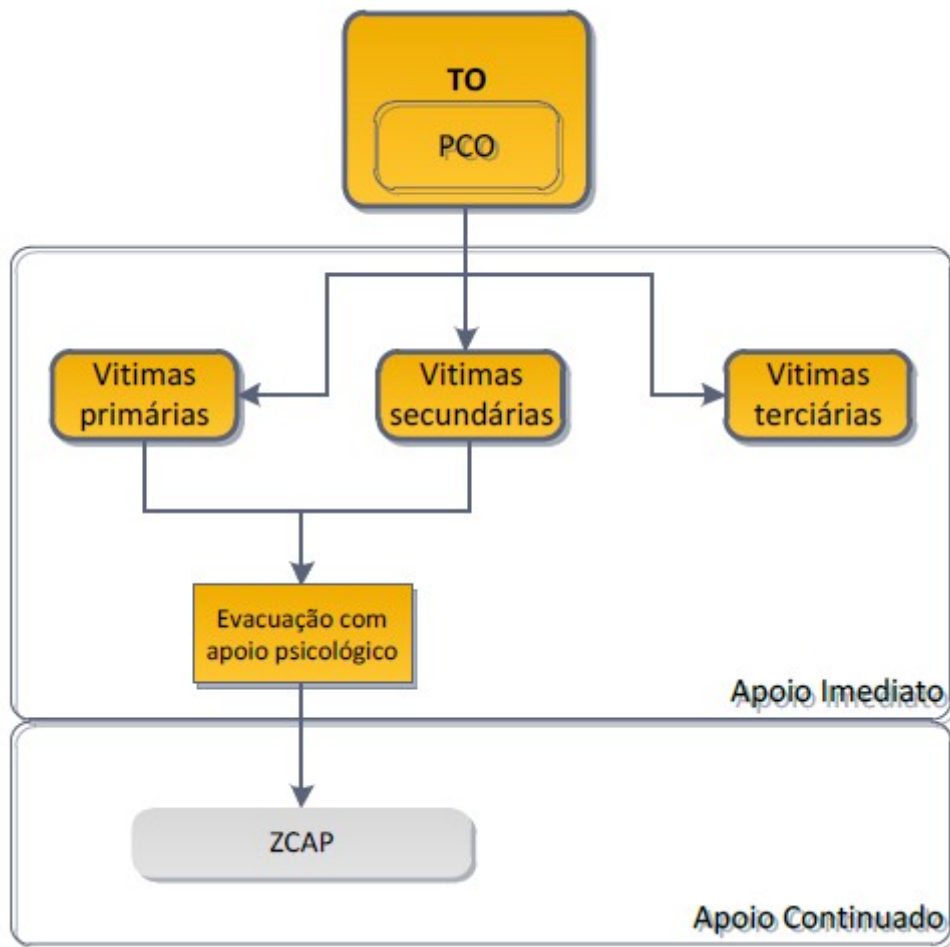 TO
PCO
Vitimas
primárias
Vitimas
secundárias
Vitimas
terciárias
Evacuação com
apoio psicológico
Apoio Imediato
ZCAP
Apoio Continuado